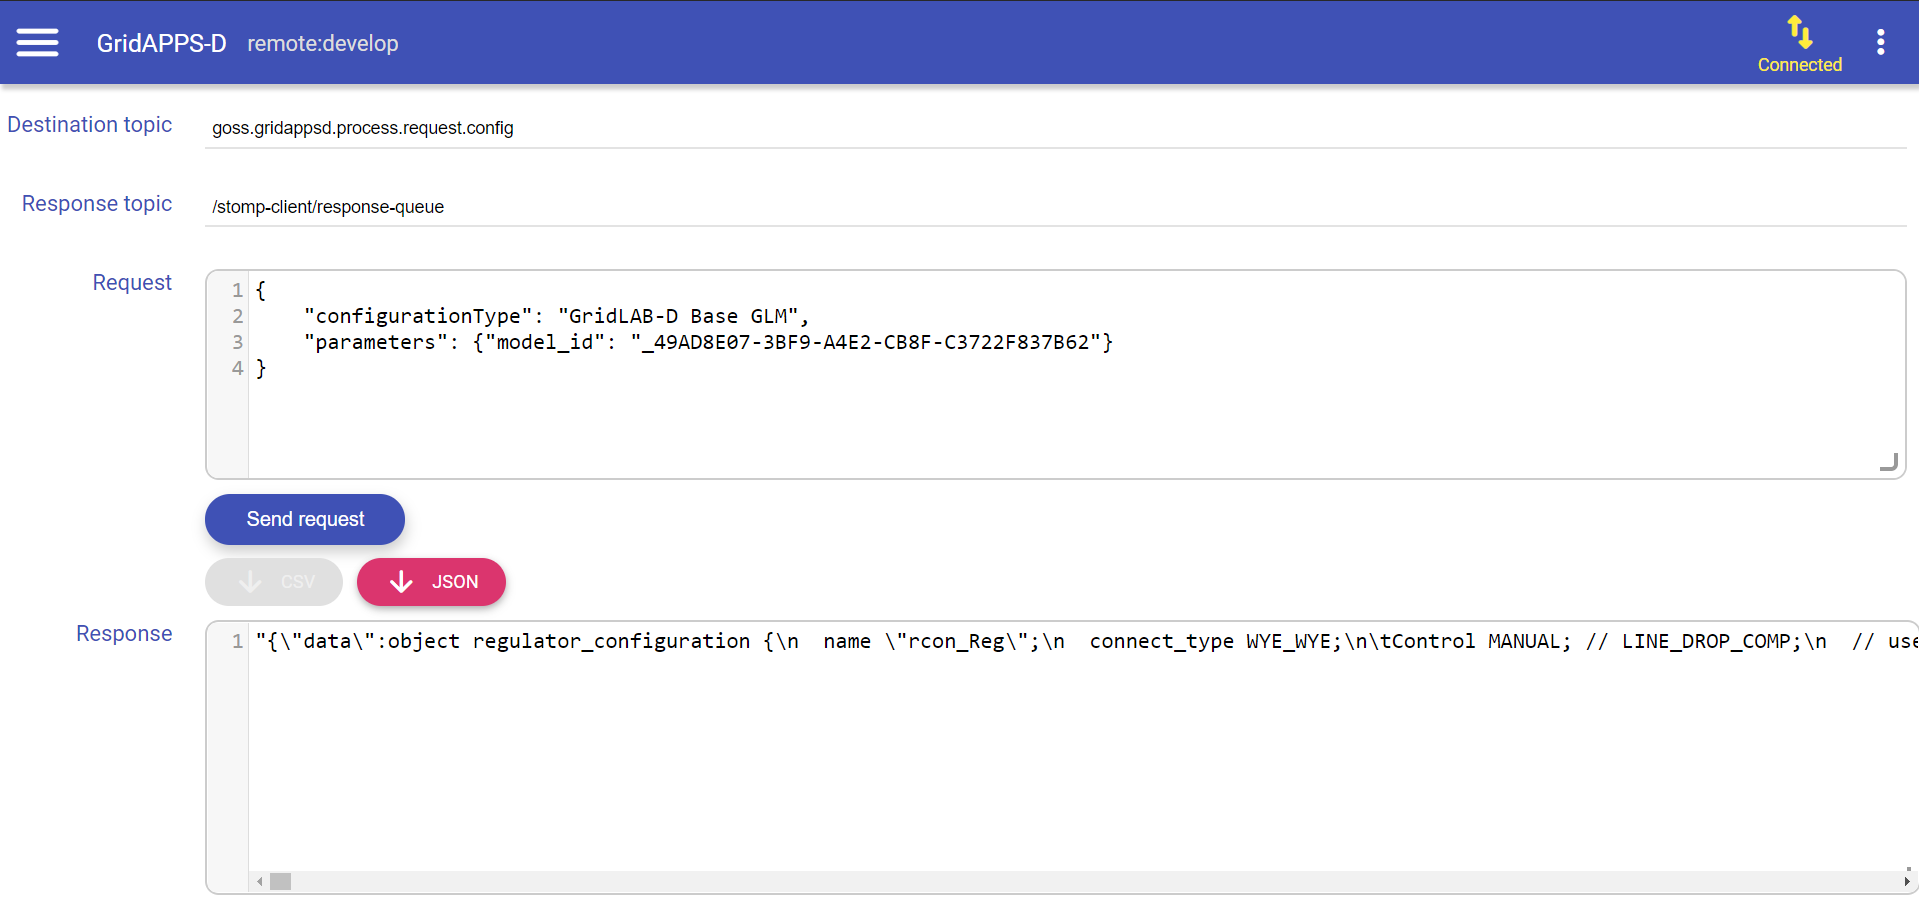 GridAPPS-D remote:develop
Connected
Destination topic goss.gridappsd.process.request.config
Response topic /stomp-client/response-queue
Request
1 {
2     "configurationType": "GridLAB-D Base GLM",
3     "parameters": {"model_id": "_49AD8E07-3BF9-A4E2-CB8F-C3722F837B62"}
4 }
Send request
CSV JSON
Response
1 "{\"data\":object regulator_configuration {\n  name \"rcon_Reg\";\n  connect_type WYE_WYE;\n\tControl MANUAL; // LINE_DROP_COMP;\n  // use